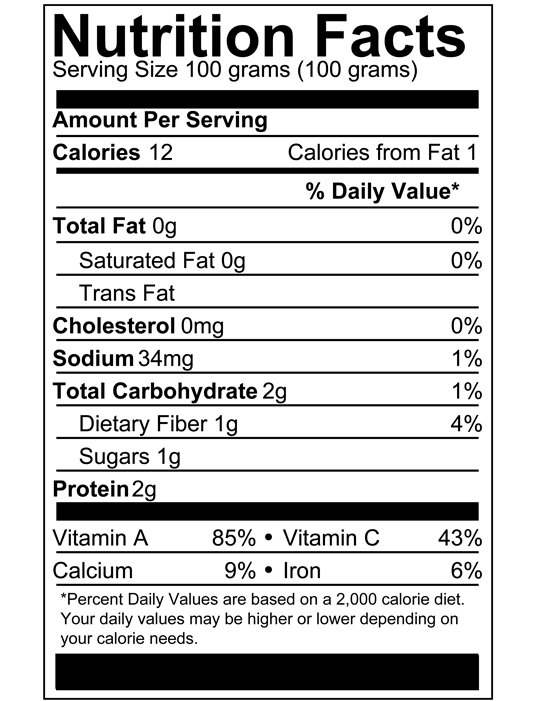 Nutrition Facts
Serving Size 100 grams (100 grams)
Amount Per Serving
Calories 12 Calories from Fat 1
% Daily Value*
Total Fat 0g 0%
Saturated Fat 0g 0%
Trans Fat
Cholesterol 0mg 0%
Sodium 34mg 1%
Total Carbohydrate 2g 1%
Dietary Fiber 1g 4%
Sugars 1g
Protein 2g
Vitamin A 85% • Vitamin C 43%
Calcium 9% • Iron 6%
*Percent Daily Values are based on a 2,000 calorie diet.
Your daily values may be higher or lower depending on
your calorie needs.